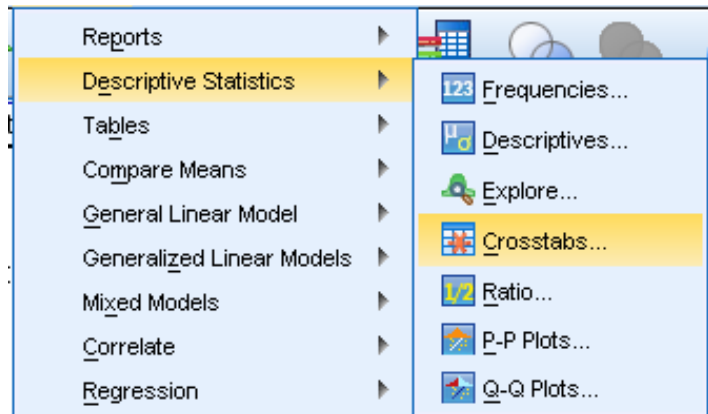 Reports
Descriptive Statistics
Tables
Compare Means
General Linear Model
Generalized Linear Models
Mixed Models
Correlate
Regression
123 Frequencies...
μσ Descriptives...
Explore...
Crosstabs...
1/2 Ratio...
P-P Plots...
Q-Q Plots...